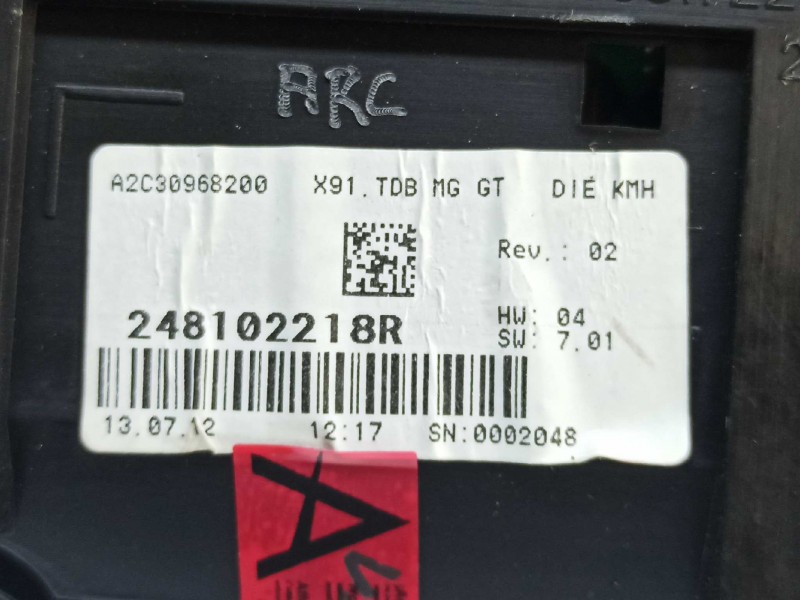 ARC
A2C30968200 X91.TDB MG GT DIE KMH
Rev.: 02
248102218R
HW: 04
SW: 7.01
13.07.12 12:17 SN:0002048
A